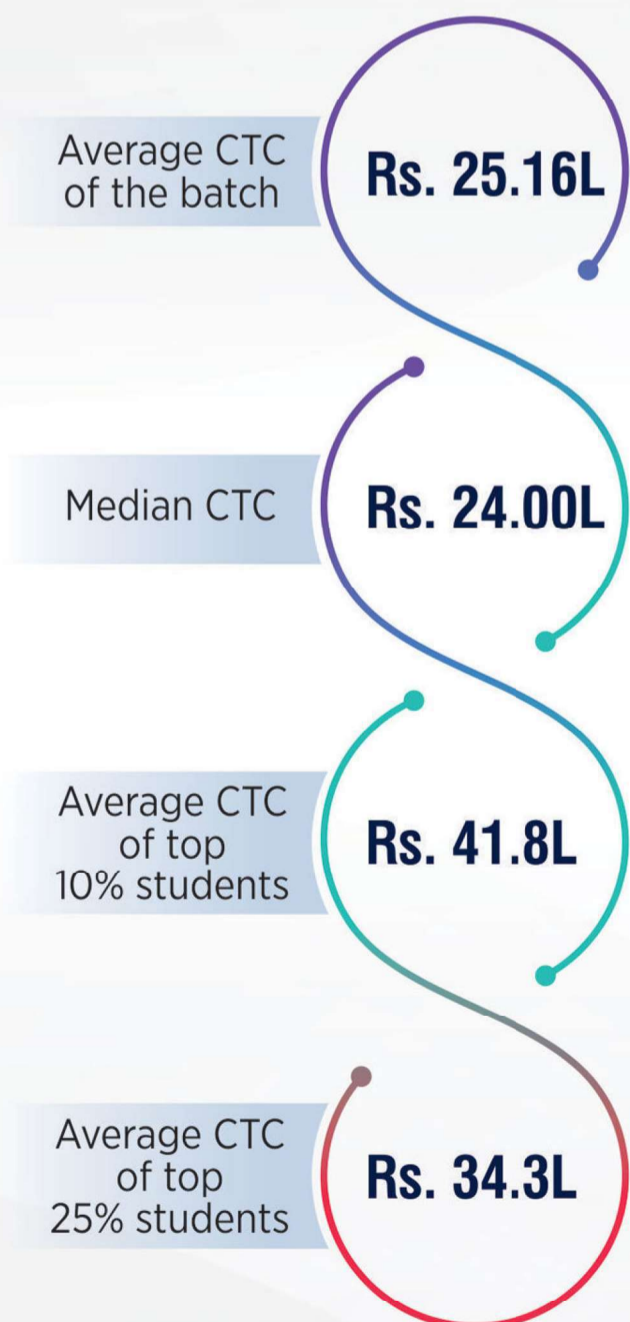 Average CTC
of the batch
Rs. 25.16L
Median CTC
Rs. 24.00L
Average CTC
of top
10% students
Rs. 41.8L
Average CTC
of top
25% students
Rs. 34.3L